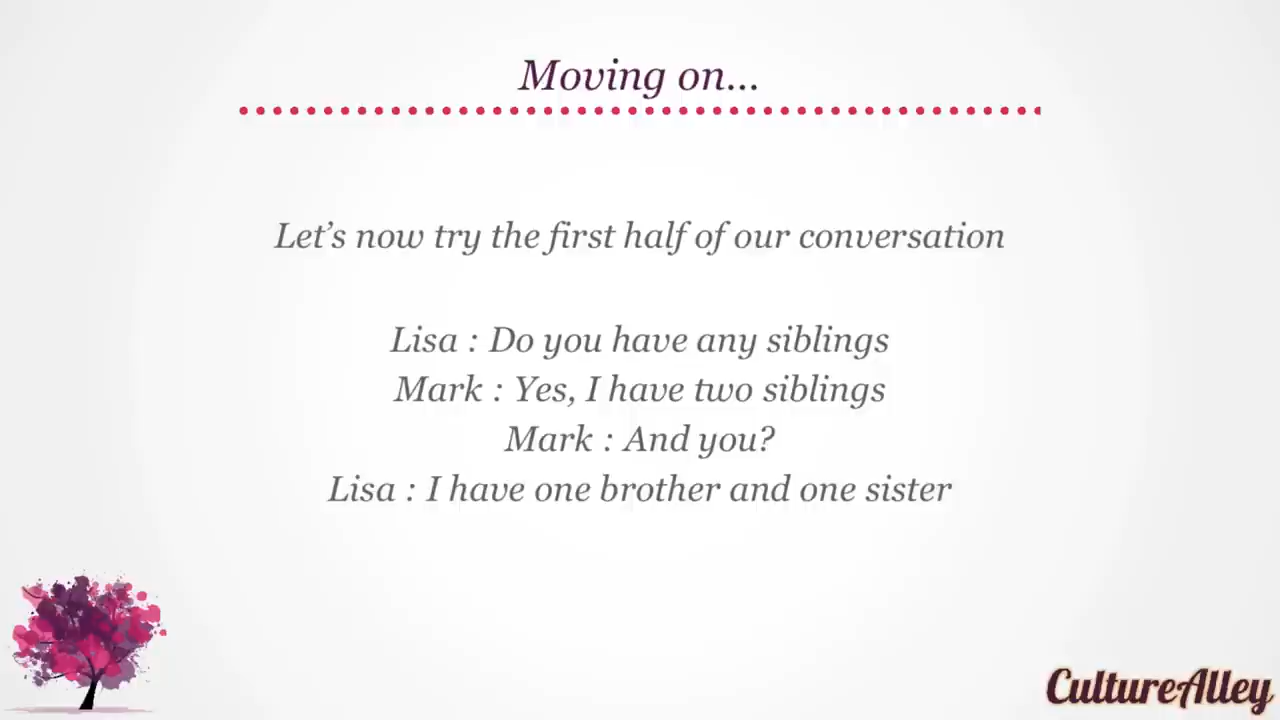 Moving on...
Let’s now try the first half of our conversation
Lisa : Do you have any siblings
Mark : Yes, I have two siblings
Mark : And you?
Lisa : I have one brother and one sister
CultureAlley